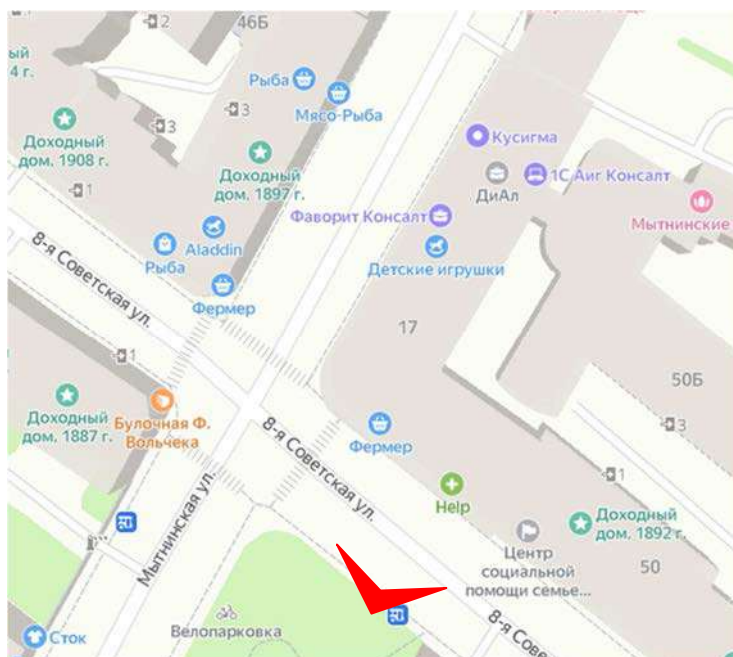 2
46Б
ый
4 г.
Рыба
3
Мясо-Рыба
3
Доходный
дом, 1908 г.
Доходный
дом, 1897 г.
1
Кусигма
ДиАл
1С Аиг Консалт
Фаворит Консалт
Мытнинские
8-я Советская ул.
Рыба
Aladdin
Детские игрушки
Фермер
17
1
50Б
Доходный
дом, 1887 г.
Булочная Ф.
Вольчека
Фермер
3
8-я Советская ул.
1
Help
Мытнинская ул.
Доходный
дом, 1892 г.
Центр
социальной
помощи семье...
50
8-я Сове
Велопарковка
Сток